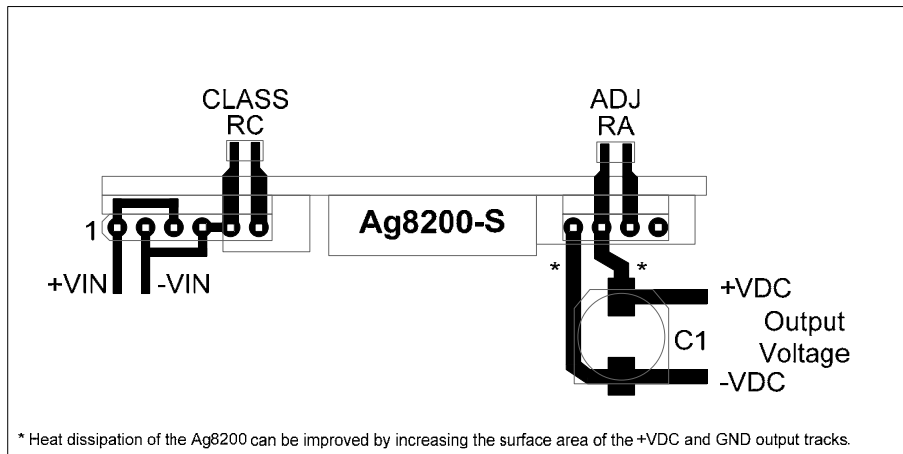 CLASS
RC
ADJ
RA
Ag8200-S
1
+VIN
-VIN
*
*
+VDC
C1
Output
Voltage
-VDC
* Heat dissipation of the Ag8200 can be improved by increasing the surface area of the +VDC and GND output tracks.